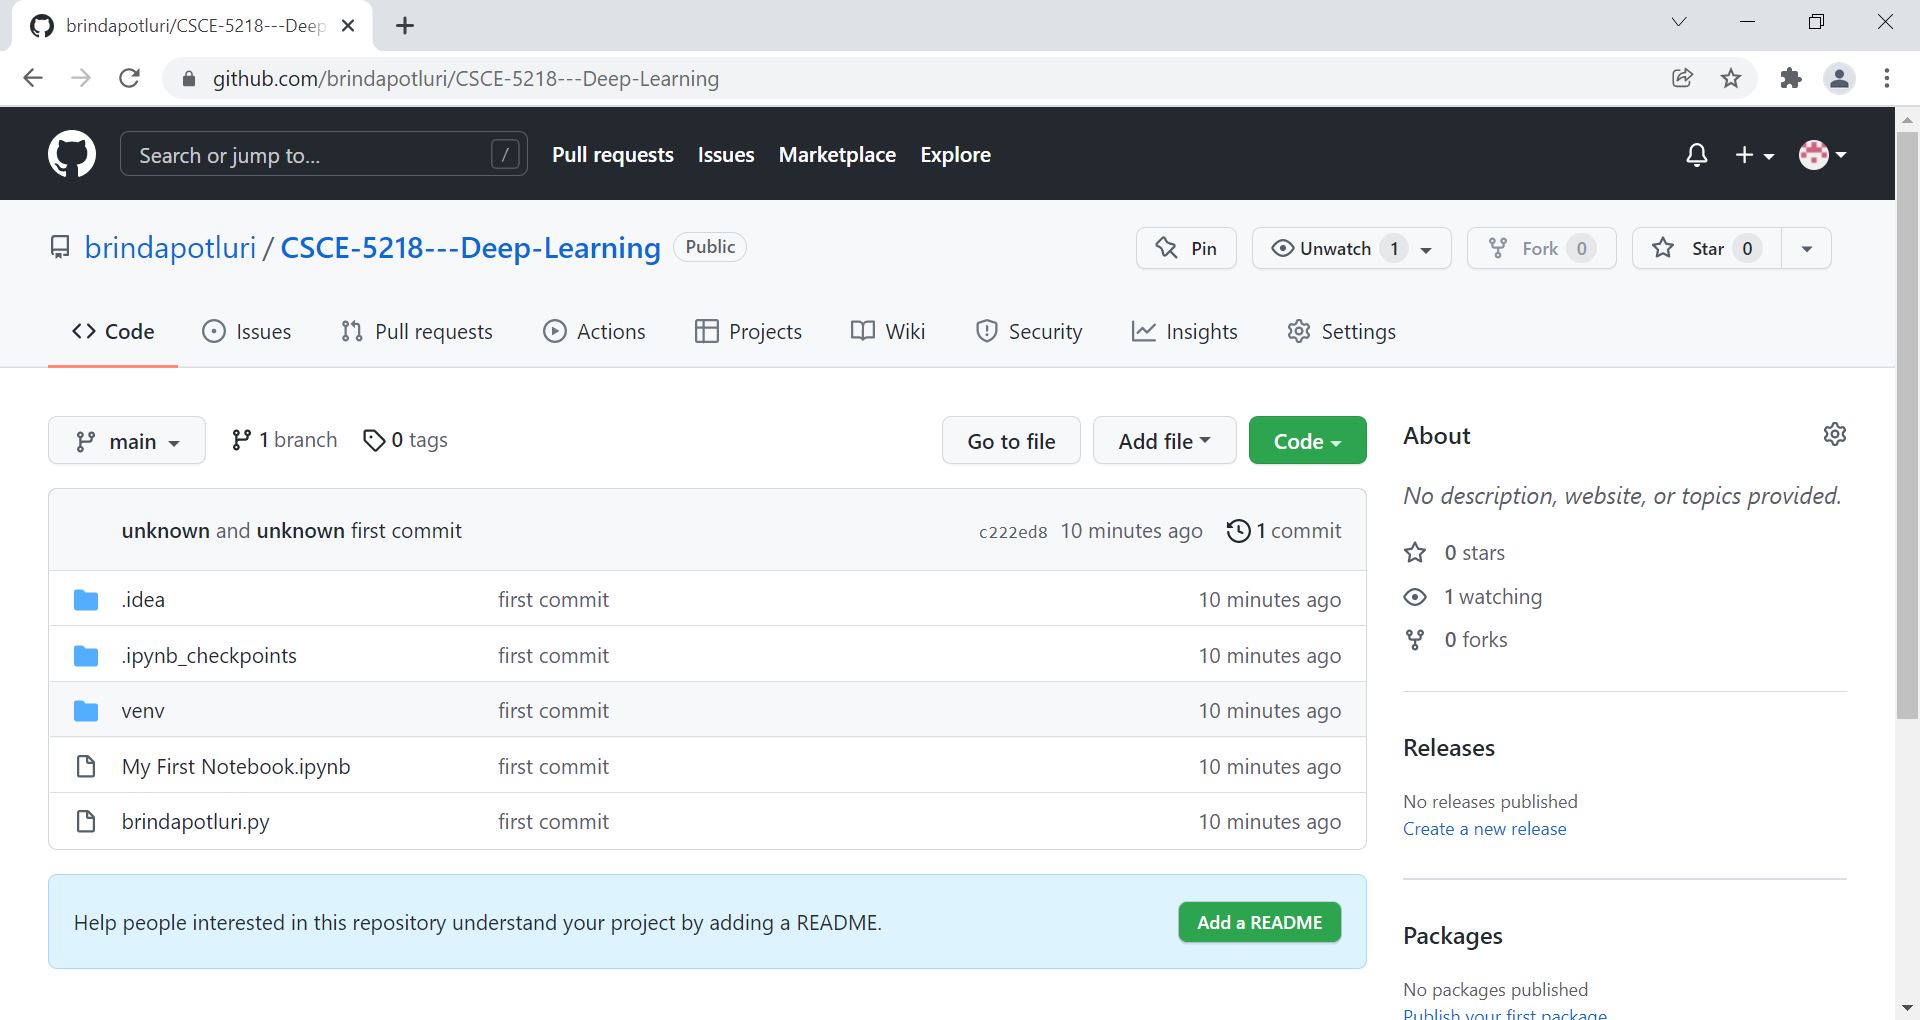 brindapotluri/CSCE-5218---Deep
github.com/brindapotluri/CSCE-5218---Deep-Learning
Search or jump to... /
Pull requests Issues Marketplace Explore
brindapotluri / CSCE-5218---Deep-Learning Public
Pin Unwatch 1 Fork 0 Star 0
Code Issues Pull requests Actions Projects Wiki Security Insights Settings
main 1 branch 0 tags Go to file Add file Code
unknown and unknown first commit c222ed8 10 minutes ago 1 commit
.idea first commit 10 minutes ago
.ipynb_checkpoints first commit 10 minutes ago
venv first commit 10 minutes ago
My First Notebook.ipynb first commit 10 minutes ago
brindapotluri.py first commit 10 minutes ago
Help people interested in this repository understand your project by adding a README. Add a README
About
No description, website, or topics provided.
0 stars
1 watching
0 forks
Releases
No releases published
Create a new release
Packages
No packages published
Publish your first package